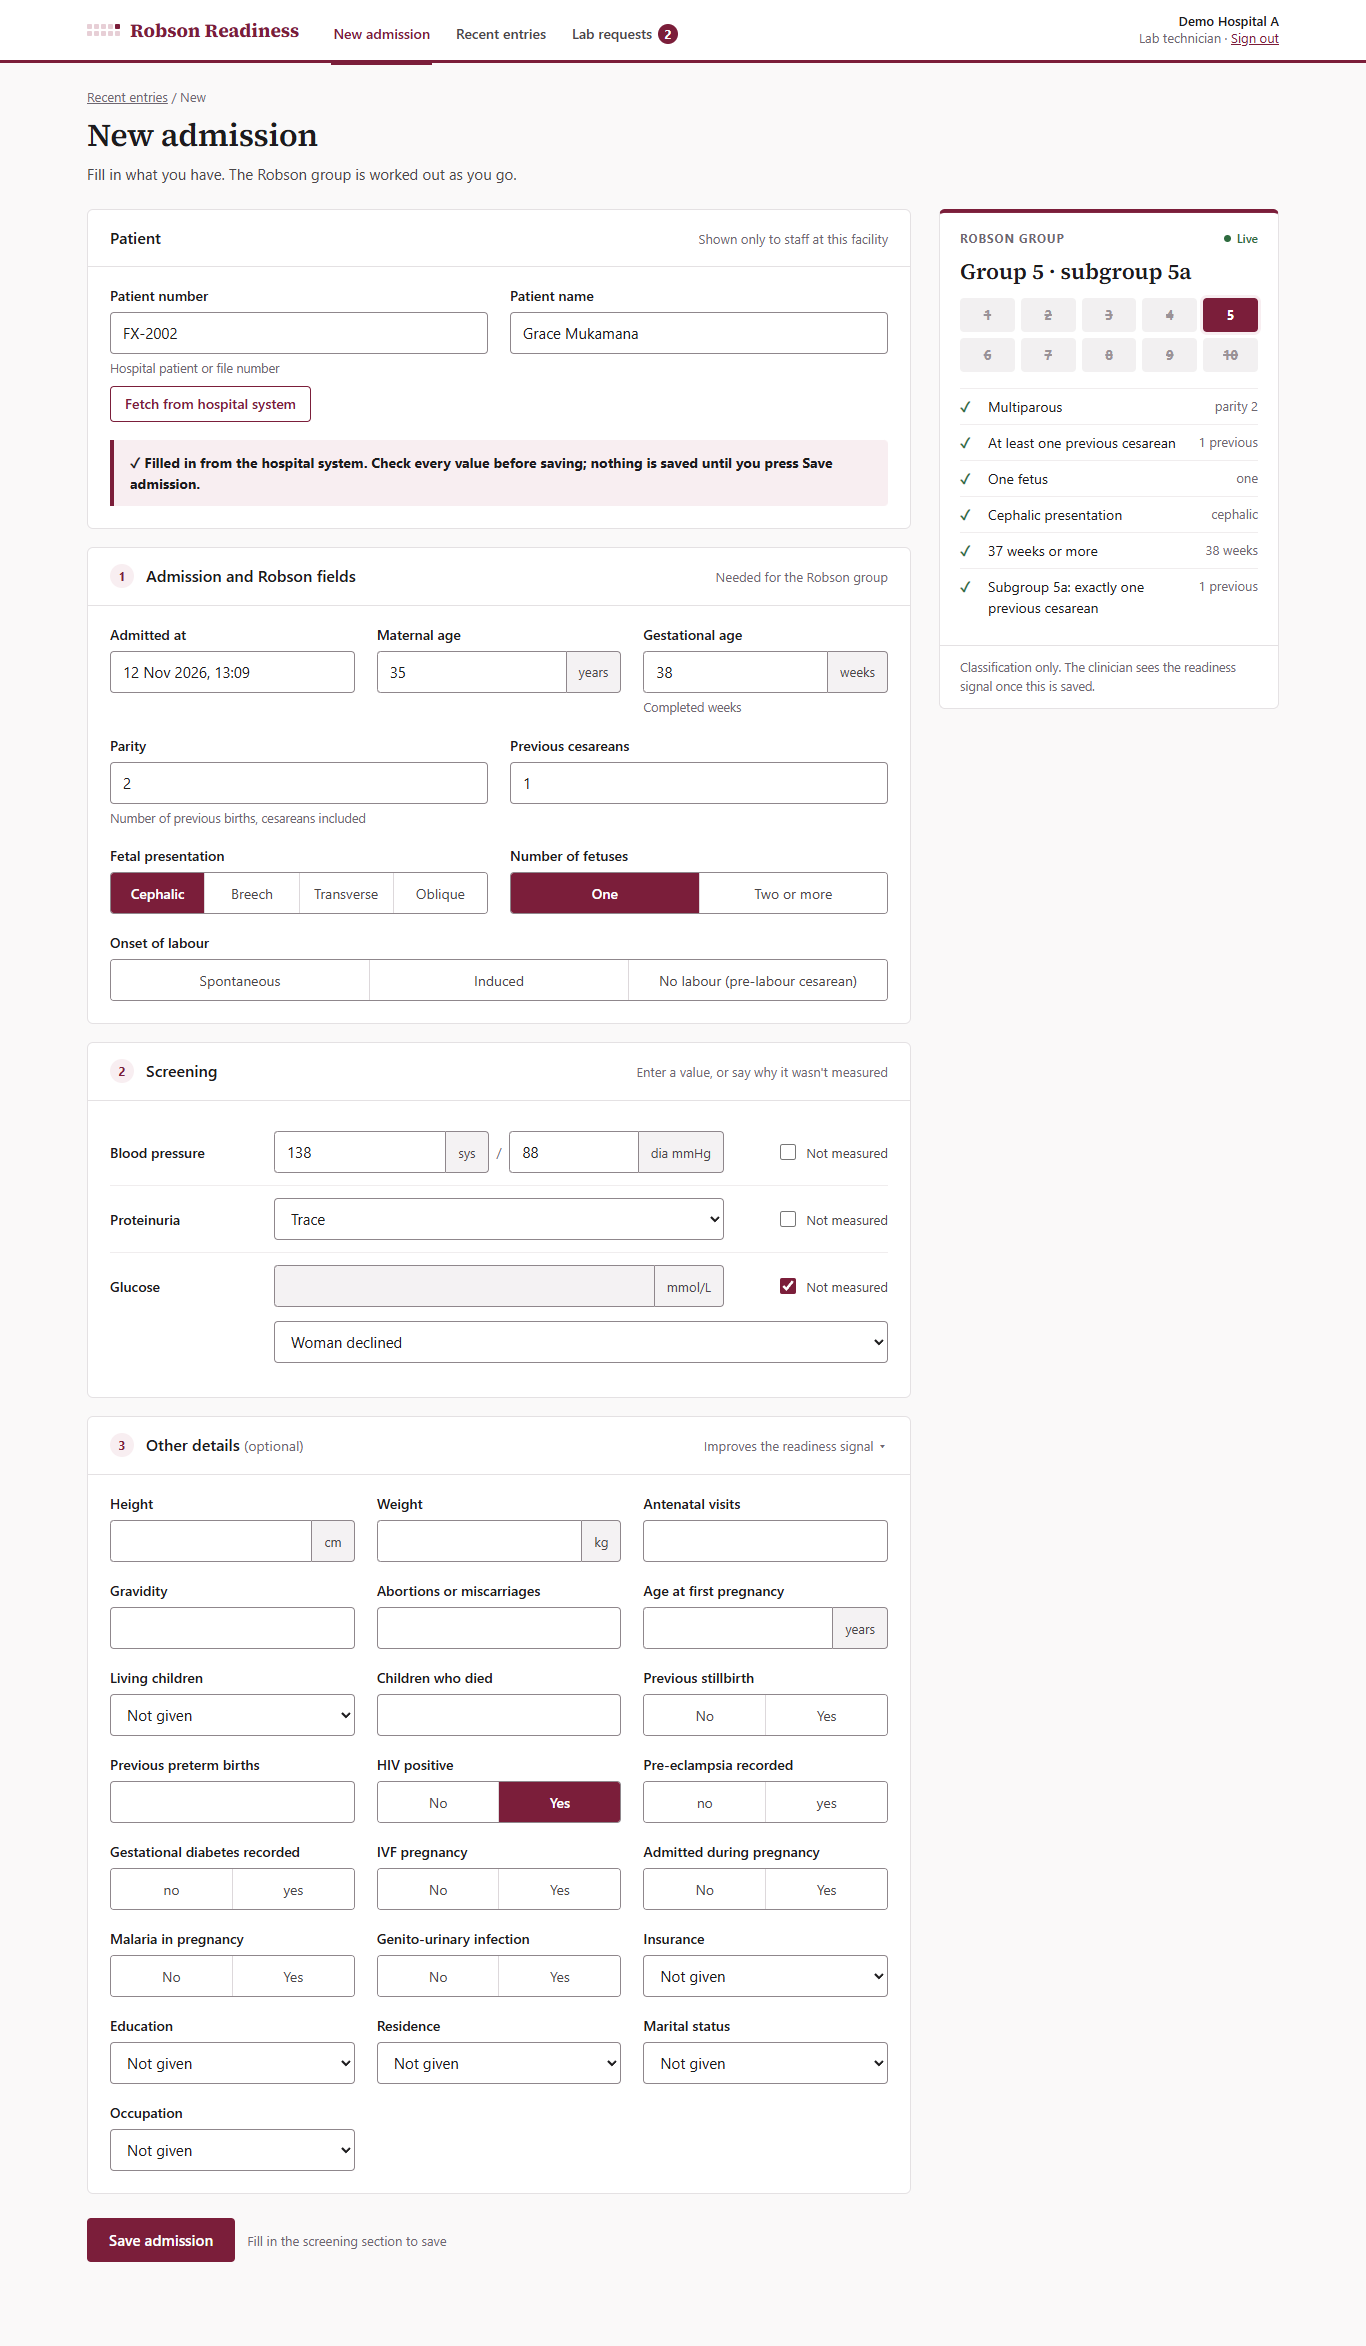 Robson Readiness
New admission
Recent entries
Lab requests 2
Demo Hospital A
Lab technician · Sign out
Recent entries / New
New admission
Fill in what you have. The Robson group is worked out as you go.
Patient
Shown only to staff at this facility
Patient number
Patient name
FX-2002
Grace Mukamana
Hospital patient or file number
Fetch from hospital system
✓ Filled in from the hospital system. Check every value before saving; nothing is saved until you press Save
admission.
1 Admission and Robson fields
Needed for the Robson group
Admitted at
Maternal age
Gestational age
12 Nov 2026, 13:09
35 years
38 weeks
Completed weeks
Parity
Previous cesareans
2
1
Number of previous births, cesareans included
Fetal presentation
Number of fetuses
Cephalic Breech Transverse Oblique
One Two or more
Onset of labour
Spontaneous Induced No labour (pre-labour cesarean)
2 Screening
Enter a value, or say why it wasn't measured
Blood pressure 138 sys / 88 dia mmHg Not measured
Proteinuria Trace Not measured
Glucose mmol/L Not measured
Woman declined
3 Other details (optional)
Improves the readiness signal
Height
Weight
Antenatal visits
cm
kg
Gravidity
Abortions or miscarriages
Age at first pregnancy
years
Living children
Children who died
Previous stillbirth
Not given
No Yes
Previous preterm births
HIV positive
Pre-eclampsia recorded
No Yes
no yes
Gestational diabetes recorded
IVF pregnancy
Admitted during pregnancy
no yes
No Yes
No Yes
Malaria in pregnancy
Genito-urinary infection
Insurance
No Yes
No Yes
Not given
Education
Residence
Marital status
Not given
Not given
Not given
Occupation
Not given
Save admission
Fill in the screening section to save
ROBSON GROUP
Live
Group 5 · subgroup 5a
1 2 3 4 5
6 7 8 9 10
✓ Multiparous parity 2
✓ At least one previous cesarean 1 previous
✓ One fetus one
✓ Cephalic presentation cephalic
✓ 37 weeks or more 38 weeks
✓ Subgroup 5a: exactly one 1 previous
previous cesarean
Classification only. The clinician sees the readiness
signal once this is saved.